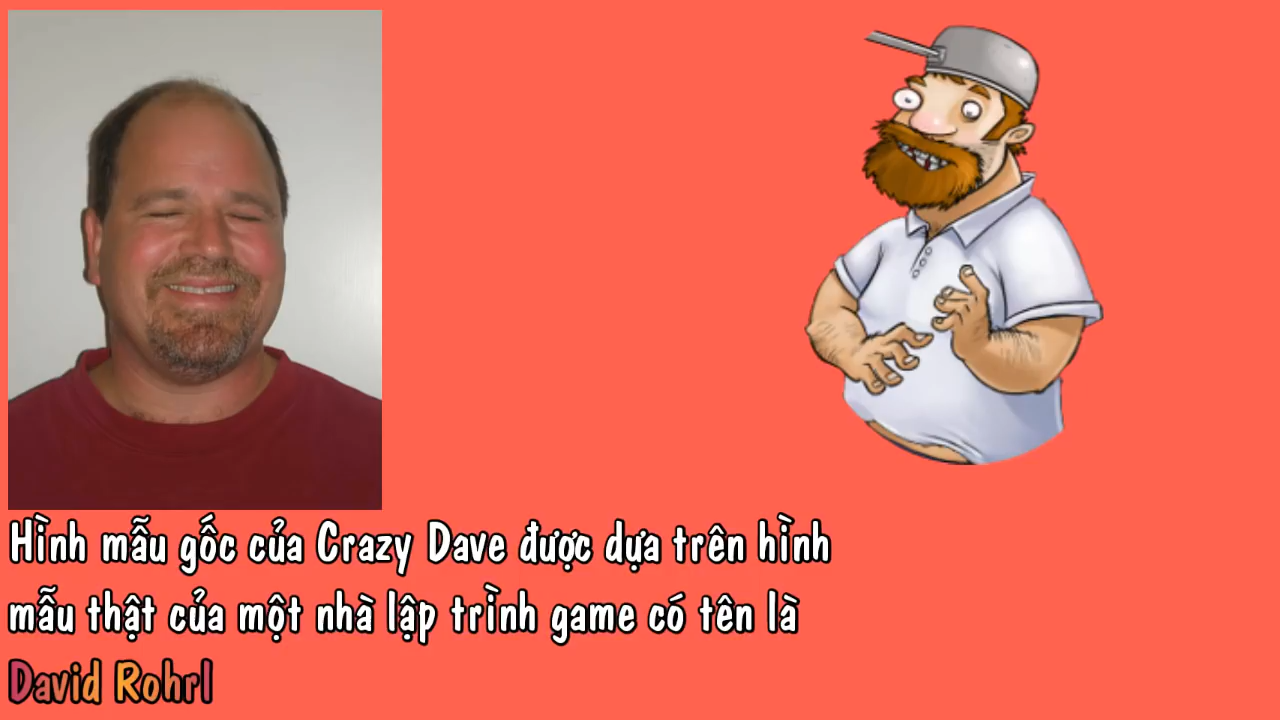 Hình mẫu gốc của Crazy Dave được dựa trên hình
mẫu thật của một nhà lập trình game có tên là
David Rohrl